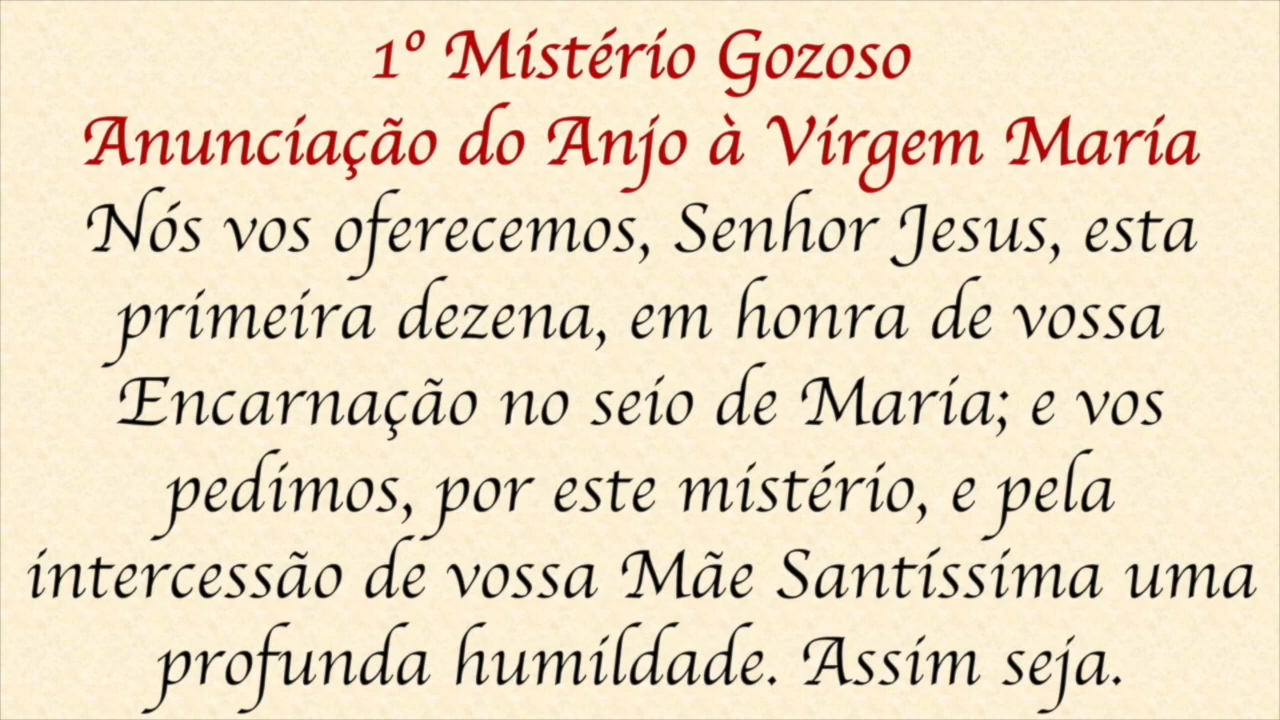 1º Mistério Gozoso
Anunciação do Anjo à Virgem Maria
Nós vos oferecemos, Senhor Jesus, esta
primeira dezena, em honra de vossa
Encarnação no seio de Maria; e vos
pedimos, por este mistério, e pela
intercessão de vossa Mãe Santíssima uma
profunda humildade. Assim seja.